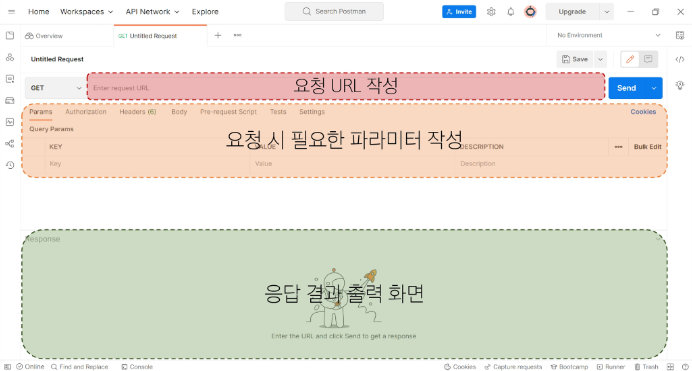 Home Workspaces API Network Explore Search Postman Invite Upgrade
Overview GET Untitled Request No Environment
Untitled Request Save
GET Enter request URL 요청 URL 작성 Send
Params Authorization Headers (6) Body Pre-request Script Tests Settings Cookies
Query Params
요청 시 필요한 파라미터 작성
KEY VALUE DESCRIPTION Bulk Edit
Key Value Description
Response
응답 결과 출력 화면
Enter the URL and click Send to get a response
Online Find and Replace Console Cookies Capture requests Bootcamp Runner Trash